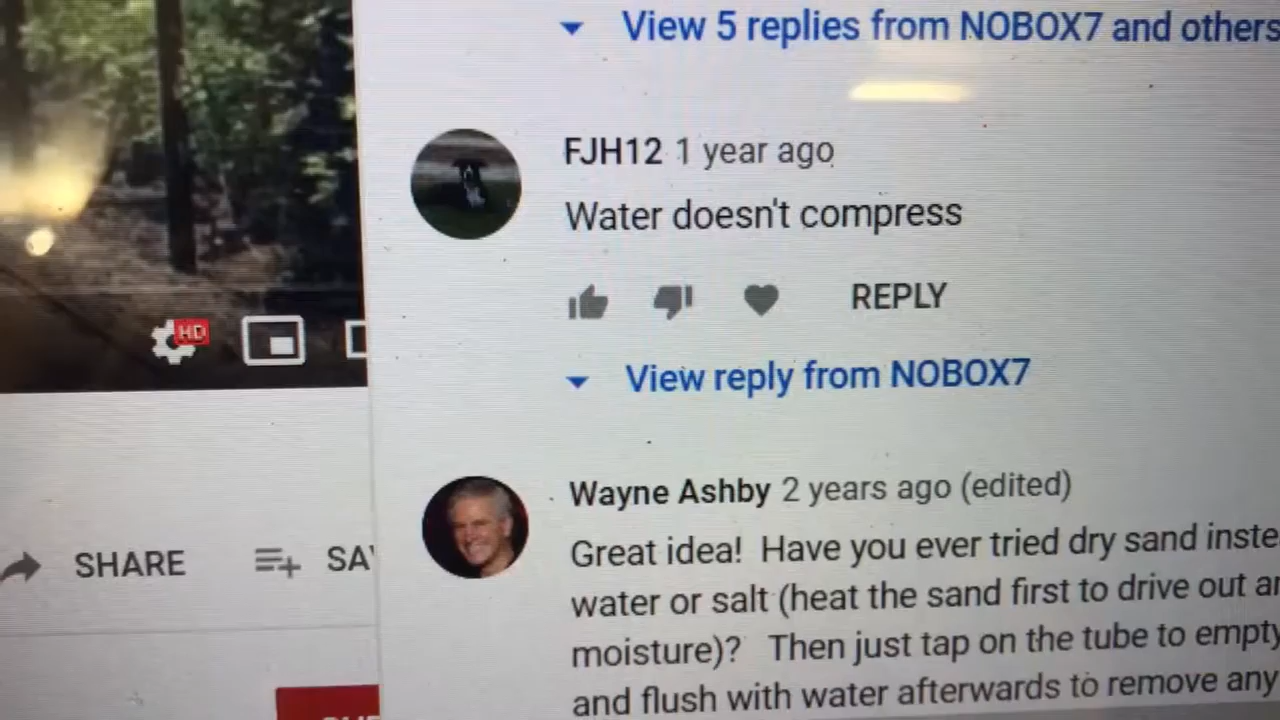 View 5 replies from NOBOX7 and others
FJH12 1 year ago
Water doesn't compress
HD
REPLY
View reply from NOBOX7
Wayne Ashby 2 years ago (edited)
Great idea! Have you ever tried dry sand inste
SHARE SA
water or salt (heat the sand first to drive out a
moisture)? Then just tap on the tube to empty
and flush with water afterwards to remove any